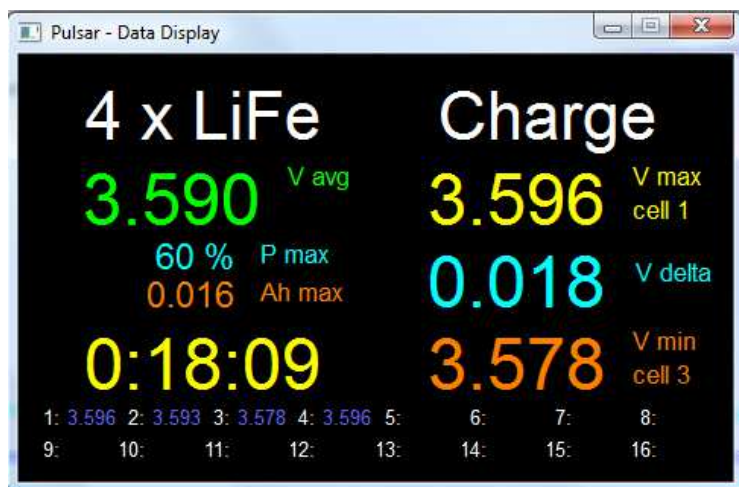 Pulsar - Data Display
4 x LiFe Charge
3.590 V avg 3.596 V max cell 1
60 % P max
0.016 Ah max
0.018 V delta
0:18:09 3.578 V min cell 3
1: 3.596 2: 3.593 3: 3.578 4: 3.596 5: 6: 7: 8:
9: 10: 11: 12: 13: 14: 15: 16: